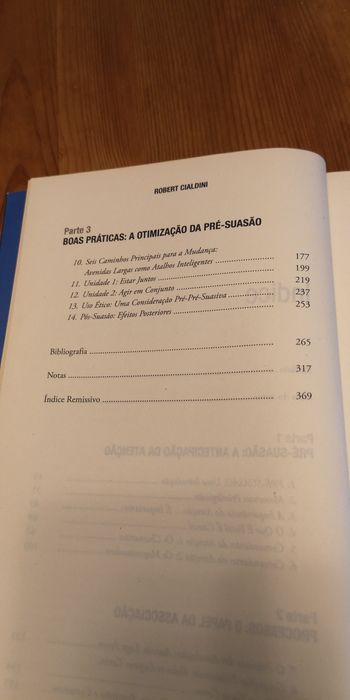 ROBERT CIALDINI
Parte 3
BOAS PRÁTICAS: A OTIMIZAÇÃO DA PRÉ-SUASÃO
10. Seis Caminhos Principais para a Mudança:
Avenidas Largas como Atalhos Inteligentes 177
11. Unidade 1: Estar Juntos 199
12. Unidade 2: Agir em Conjunto 219
13. Uso Ético: Uma Consideração Pré-Pré-Suasiva 237
14. Pós-Suasão: Efeitos Posteriores 253
Bibliografia 265
Notas 317
Índice Remissivo 369